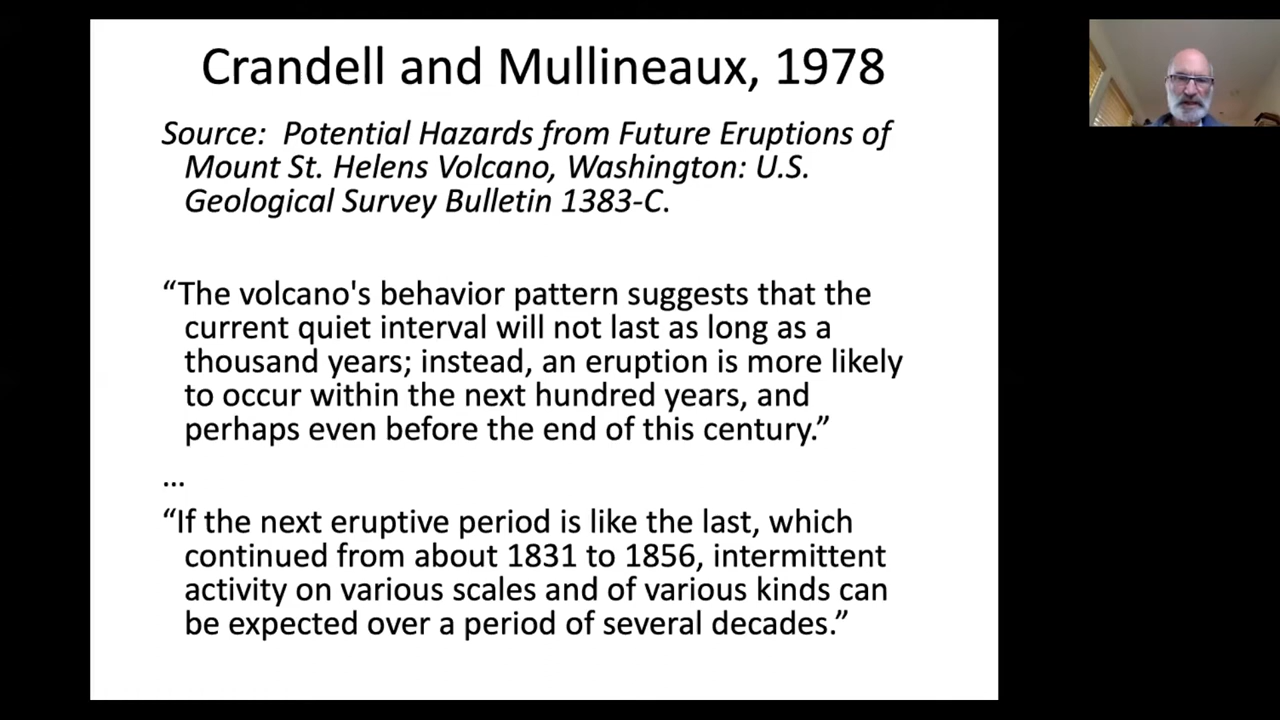 Crandell and Mullineaux, 1978
Source:  Potential Hazards from Future Eruptions of
Mount St. Helens Volcano, Washington: U.S.
Geological Survey Bulletin 1383-C.
“The volcano's behavior pattern suggests that the
current quiet interval will not last as long as a
thousand years; instead, an eruption is more likely
to occur within the next hundred years, and
perhaps even before the end of this century.”
...
“If the next eruptive period is like the last, which
continued from about 1831 to 1856, intermittent
activity on various scales and of various kinds can
be expected over a period of several decades.”